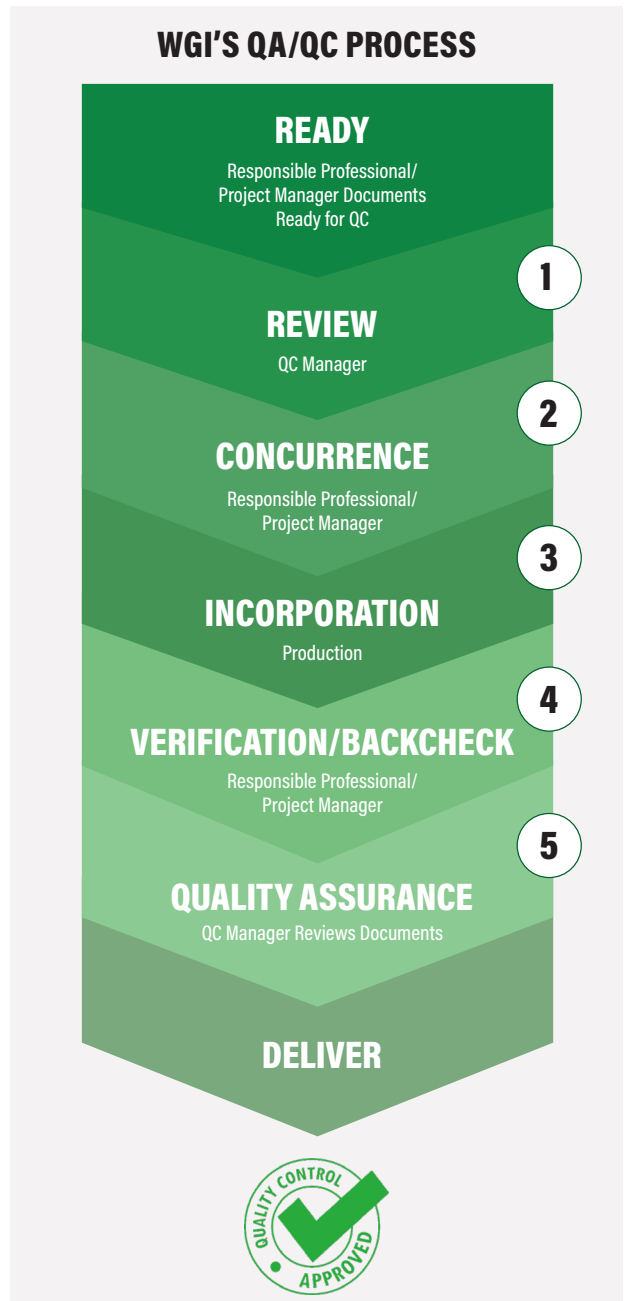 WGI'S QA/QC PROCESS
READY
Responsible Professional/
Project Manager Documents
Ready for QC
1
REVIEW
QC Manager
2
CONCURRENCE
Responsible Professional/
Project Manager
3
INCORPORATION
Production
4
VERIFICATION/BACKCHECK
Responsible Professional/
Project Manager
5
QUALITY ASSURANCE
QC Manager Reviews Documents
DELIVER
QUALITY CONTROL
APPROVED